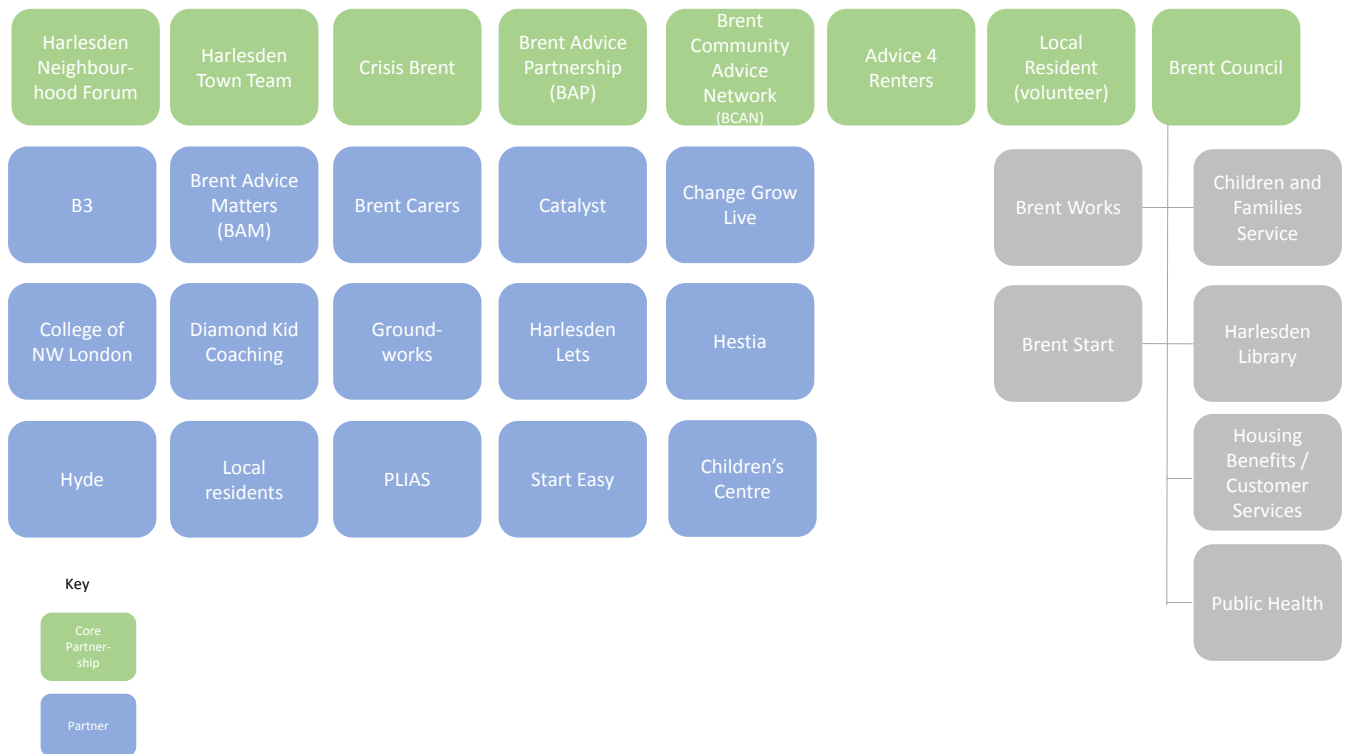 Harlesden
Neighbour-
hood Forum
Harlesden
Town Team
Crisis Brent
Brent Advice
Partnership
(BAP)
Brent
Community
Advice
Network
(BCAN)
Advice 4
Renters
Local
Resident
(volunteer)
Brent Council
B3
Brent Advice
Matters
(BAM)
Brent Carers
Catalyst
Change Grow
Live
Brent Works
Children and
Families
Service
College of
NW London
Diamond Kid
Coaching
Ground-
works
Harlesden
Lets
Hestia
Brent Start
Harlesden
Library
Hyde
Local
residents
PLIAS
Start Easy
Children’s
Centre
Housing
Benefits /
Customer
Services
Public Health
Key
Core
Partner-
ship
Partner